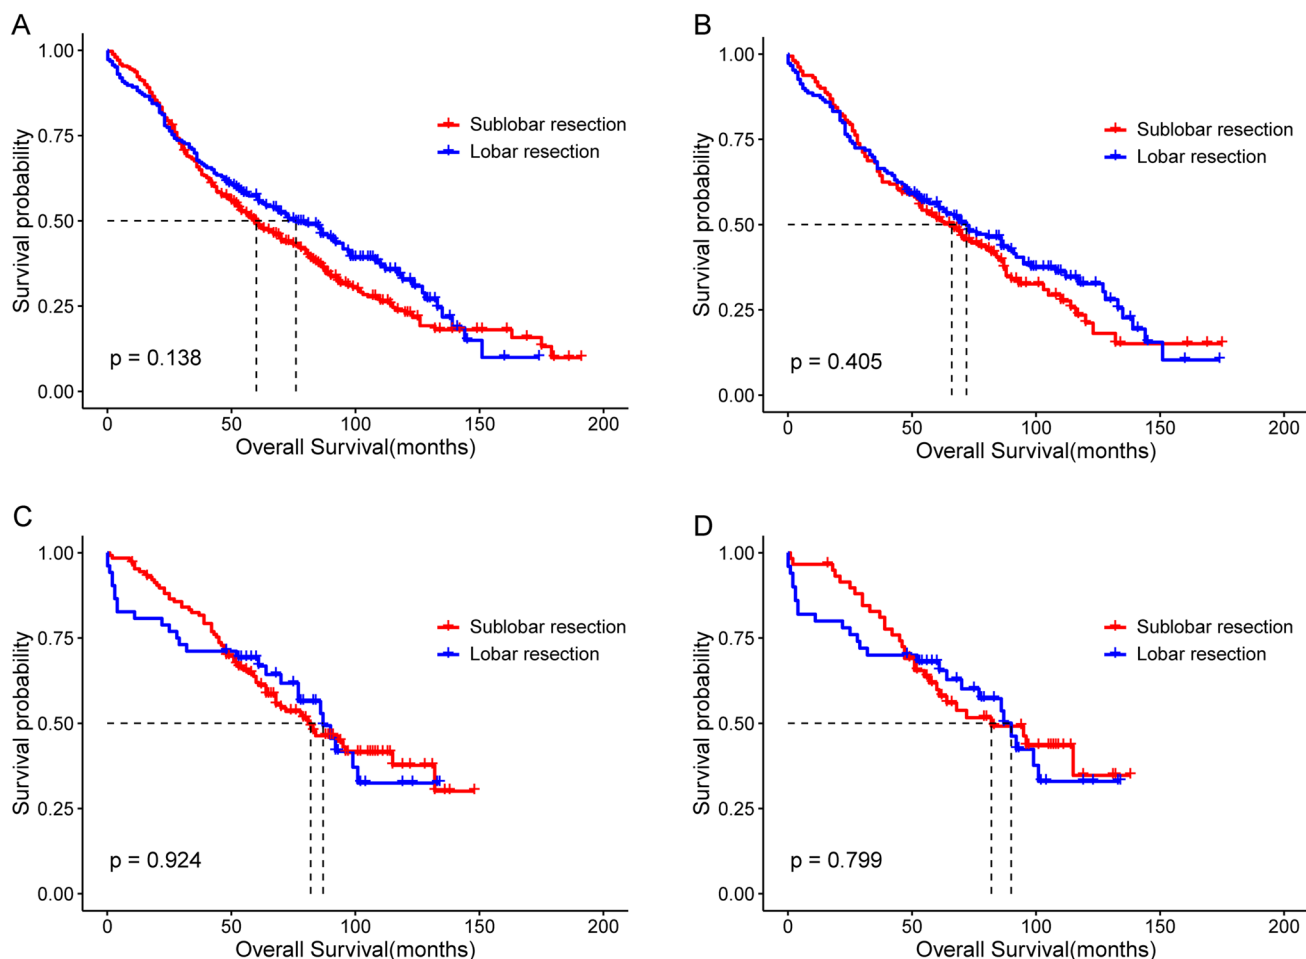 A
1.00
0.75
0.50
0.25
0.00
Survival probability
Sublobar resection
Lobar resection
p = 0.138
0 50 100 150 200
Overall Survival(months)
B
1.00
0.75
0.50
0.25
0.00
Survival probability
Sublobar resection
Lobar resection
p = 0.405
0 50 100 150 200
Overall Survival(months)
C
1.00
0.75
0.50
0.25
0.00
Survival probability
Sublobar resection
Lobar resection
p = 0.924
0 50 100 150 200
Overall Survival(months)
D
1.00
0.75
0.50
0.25
0.00
Survival probability
Sublobar resection
Lobar resection
p = 0.799
0 50 100 150 200
Overall Survival(months)